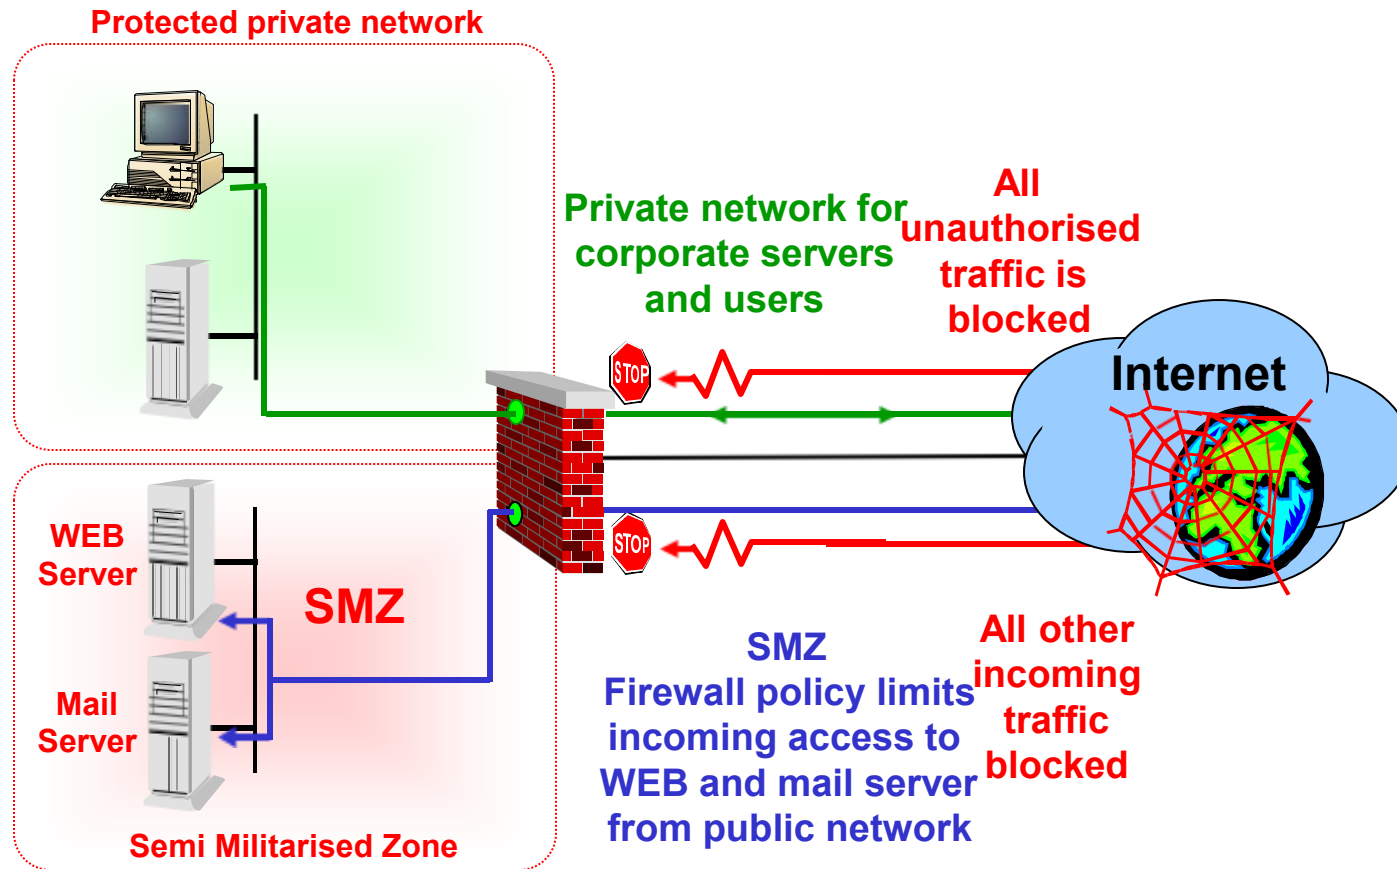 Protected private network
Private network for
corporate servers
and users
All
unauthorised
traffic is
blocked
STOP
Internet
STOP
WEB
Server
SMZ
Mail
Server
Semi Militarised Zone
SMZ
Firewall policy limits
incoming access to
WEB and mail server
from public network
All other
incoming
traffic
blocked